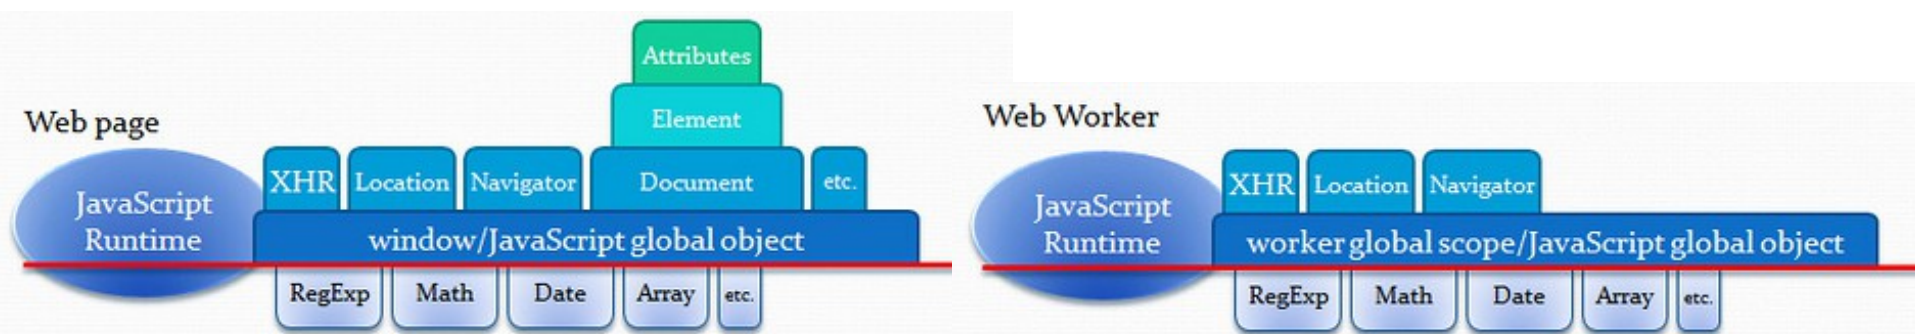 Attributes
Element
Web page
XHR Location Navigator Document etc.
JavaScript
Runtime
window/JavaScript global object
RegExp Math Date Array etc.
Web Worker
XHR Location Navigator
JavaScript
Runtime
worker global scope/JavaScript global object
RegExp Math Date Array etc.